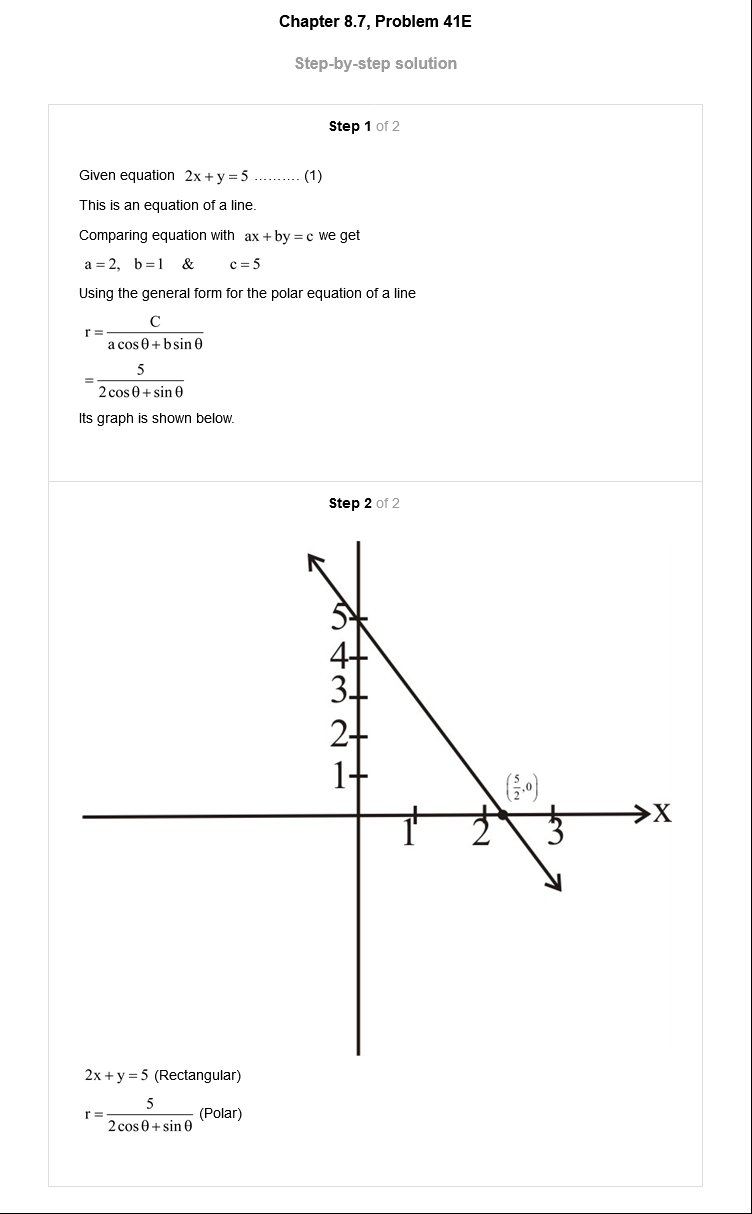 Chapter 8.7, Problem 41E
Step-by-step solution
Step 1 of 2
Given equation 2x + y = 5 .......... (1)
This is an equation of a line.
Comparing equation with ax + by = c we get
a = 2, b = 1 & c = 5
Using the general form for the polar equation of a line
r = C / (a cos θ + b sin θ)
= 5 / (2 cos θ + sin θ)
Its graph is shown below.
Step 2 of 2
5
4
3
2
1
(5/2, 0)
X
1 2 3
2x + y = 5 (Rectangular)
r = 5 / (2 cos θ + sin θ) (Polar)